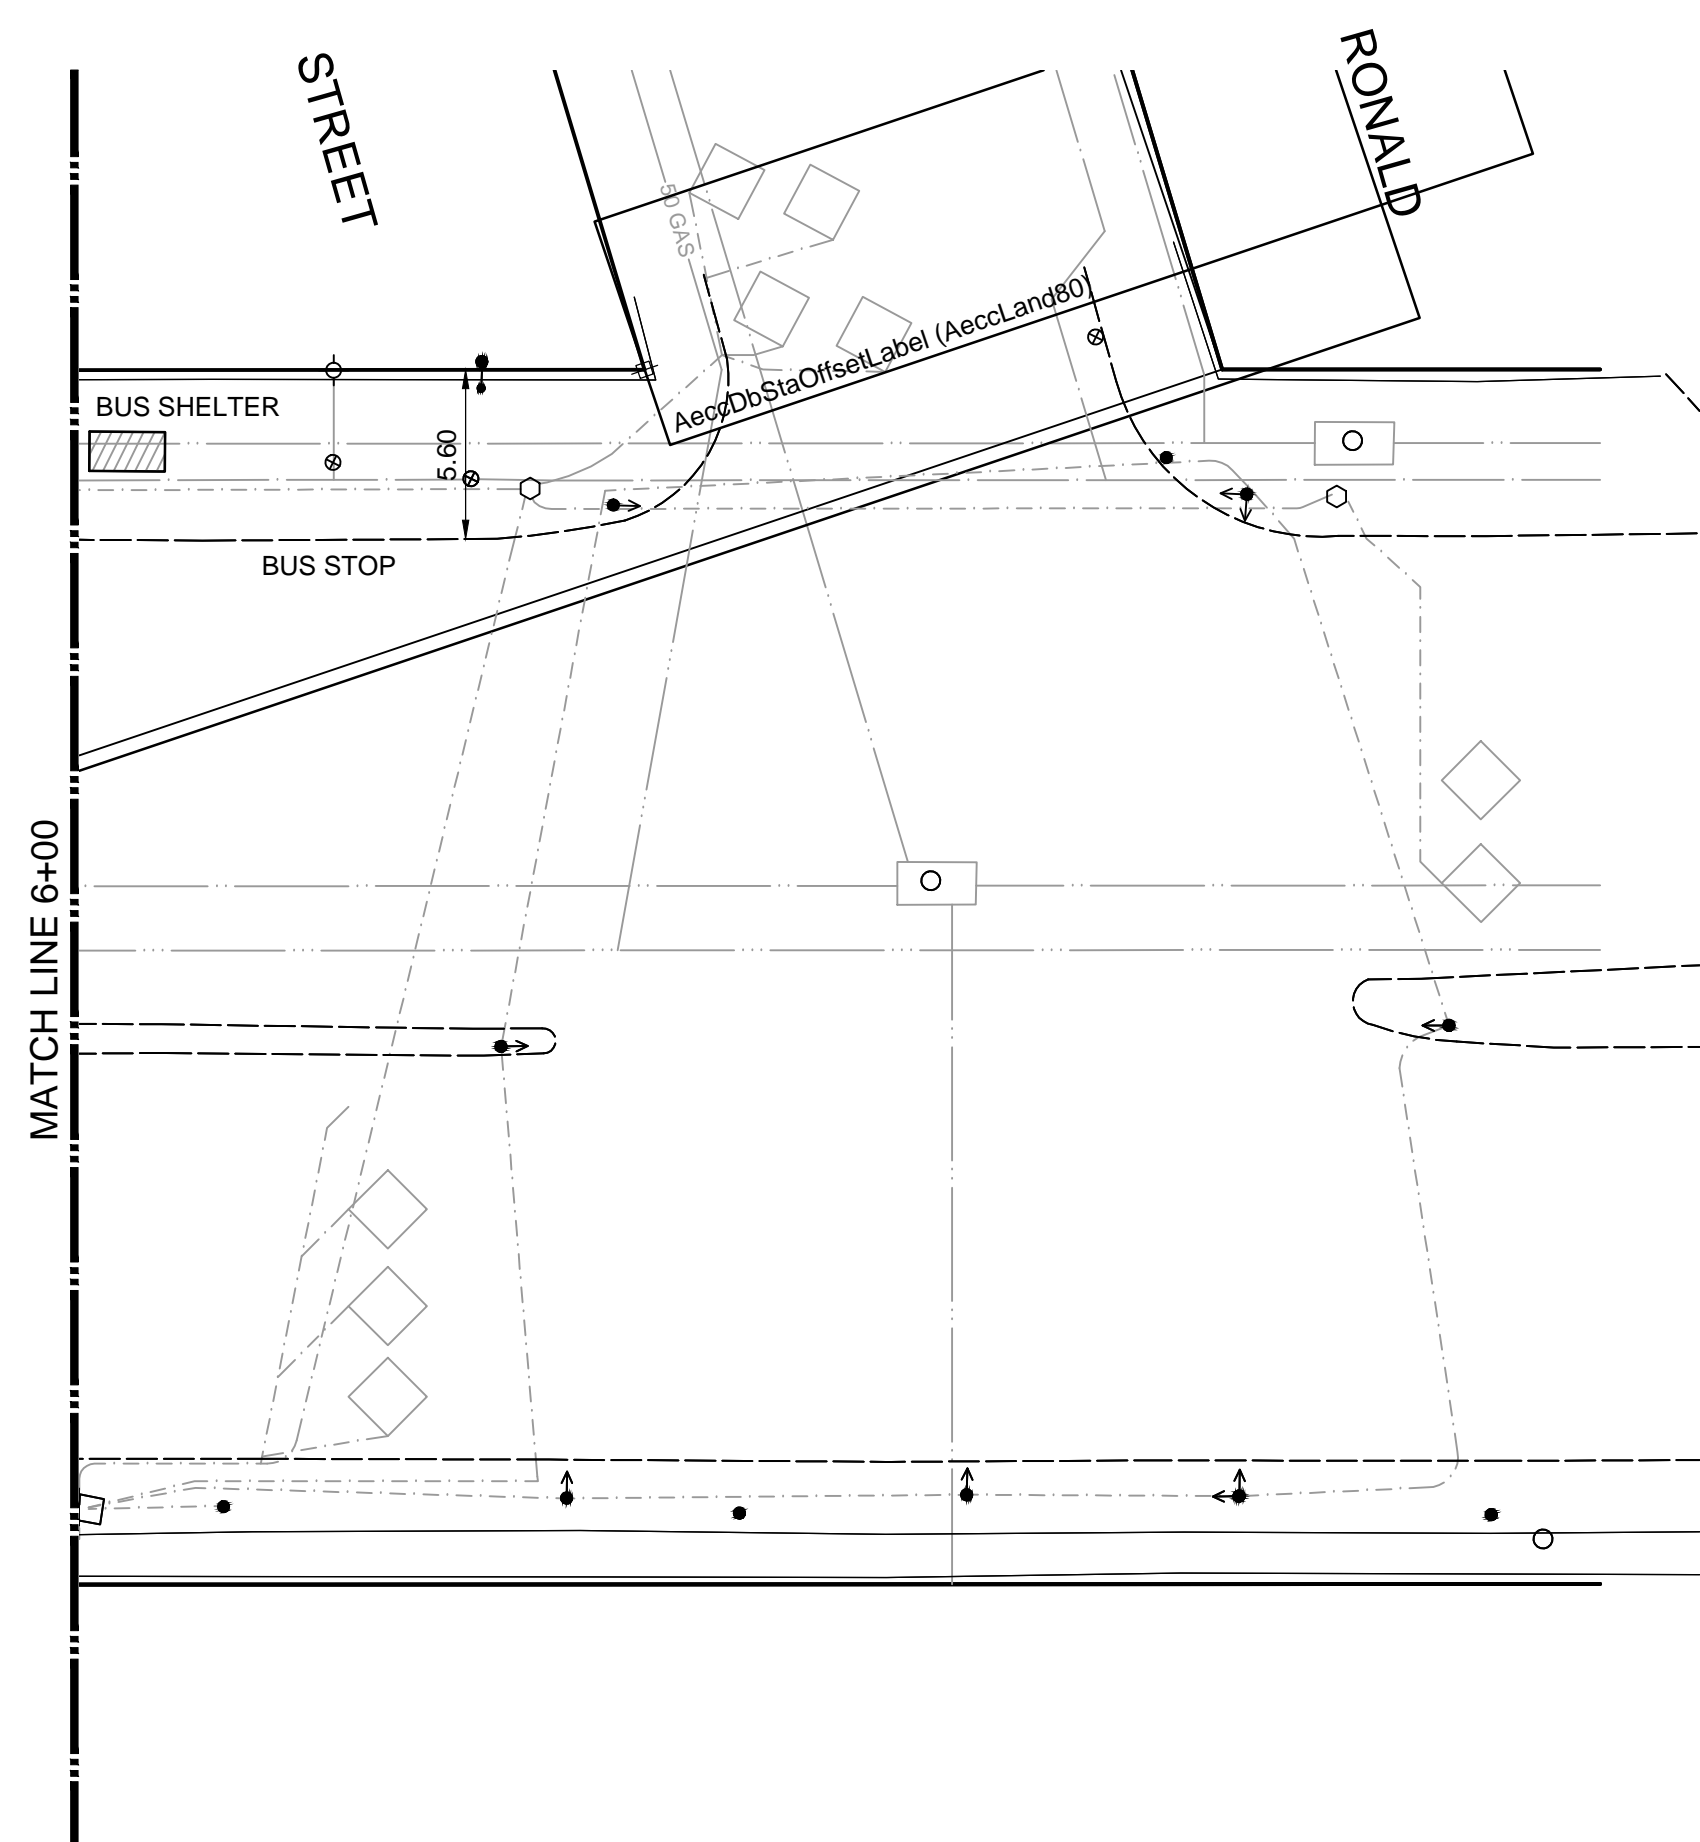 STREET
RONALD
50 GAS
AeccDbStaOffsetLabel (AeccLand80)
BUS SHELTER
5.60
BUS STOP
MATCH LINE 6+00